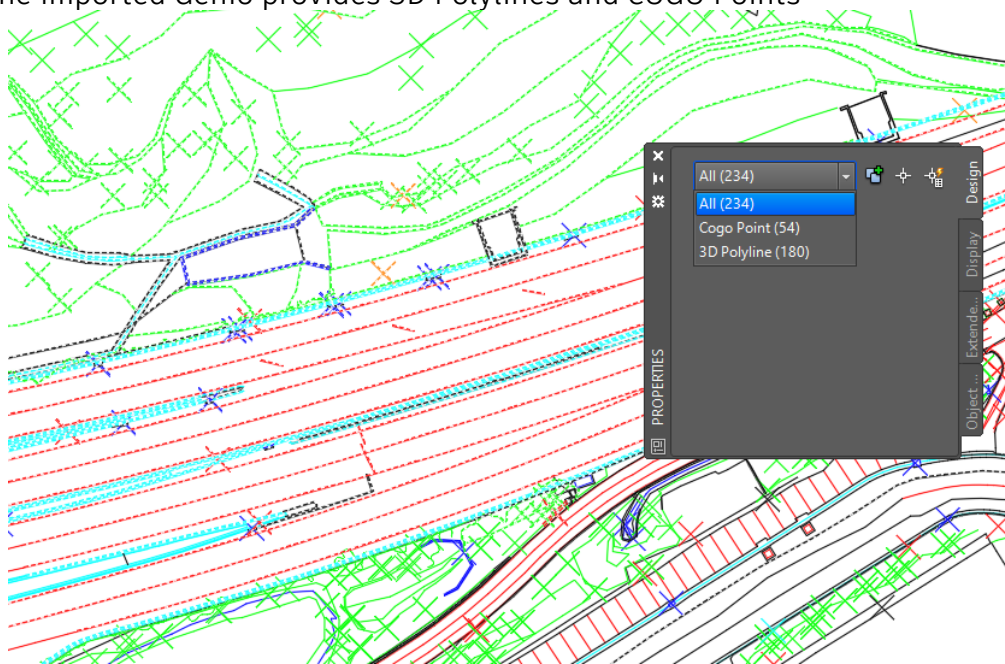 he imported demo provides 3D Polylines and COGO Points
All (234)
All (234)
Cogo Point (54)
3D Polyline (180)
Design
Display
Extende...
Object ...
PROPERTIES